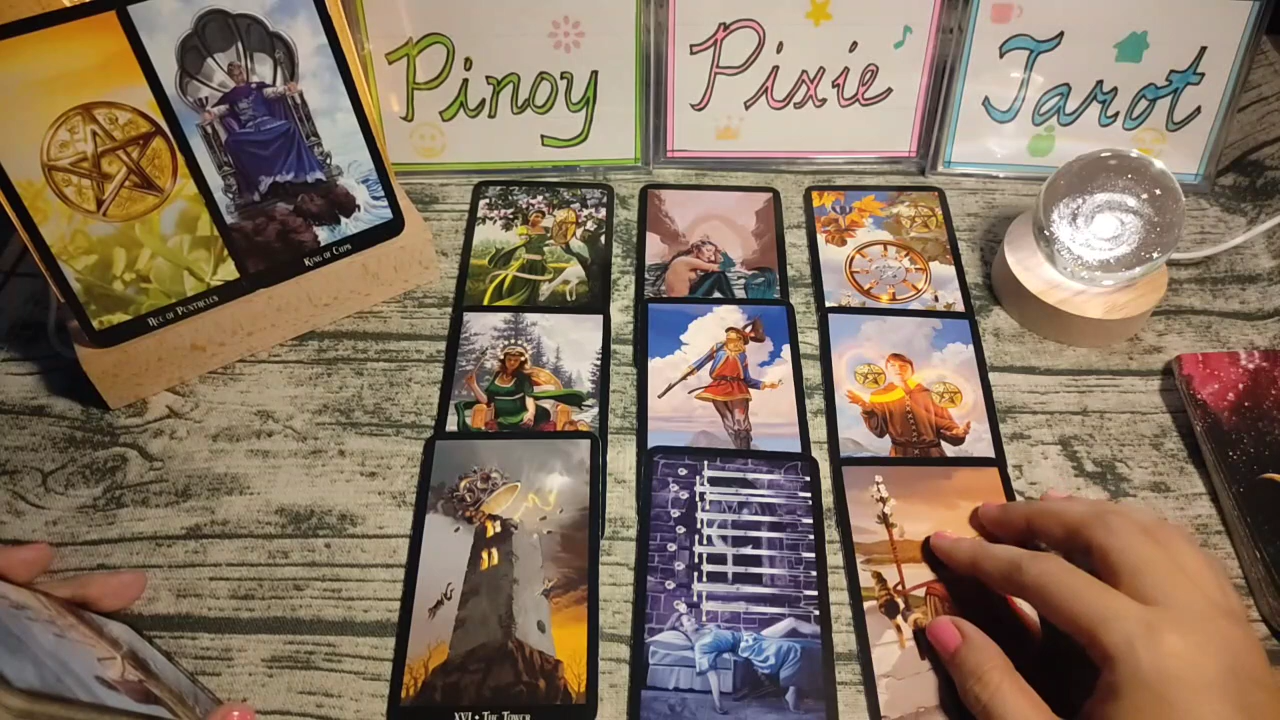 Pinoy
Pixie
Tarot
ACE OF PENTACLES
KING OF CUPS
XVI • THE TOWER